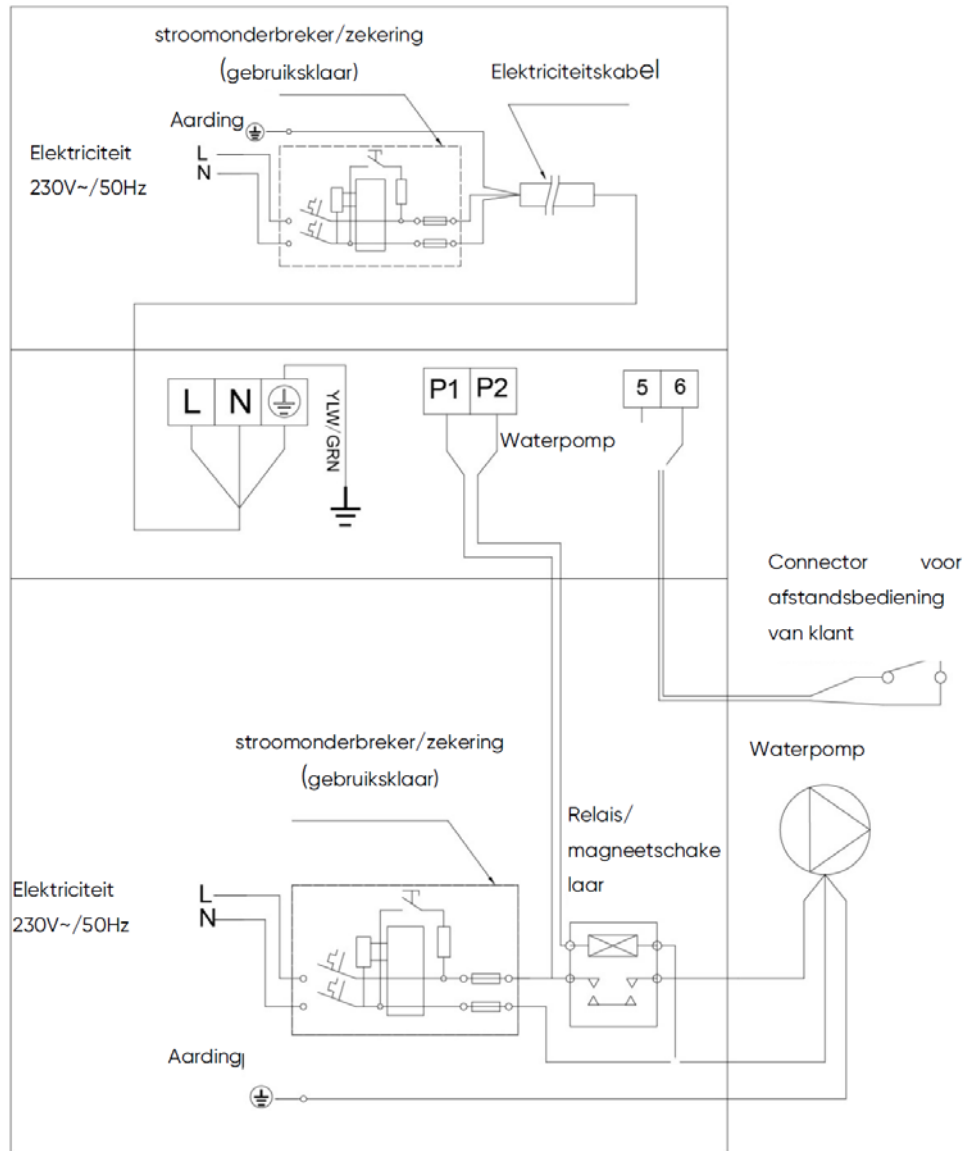 stroomonderbreker/zekering
(gebruiksklaar)
Elektriciteitskabel
Aarding
Elektriciteit
230V~/50Hz
L
N
L N
YLW/GRN
P1 P2
Waterpomp
5 6
Connector voor
afstandsbediening
van klant
stroomonderbreker/zekering
(gebruiksklaar)
Waterpomp
Relais/
magneetschake
laar
Elektriciteit
230V~/50Hz
L
N
Aarding